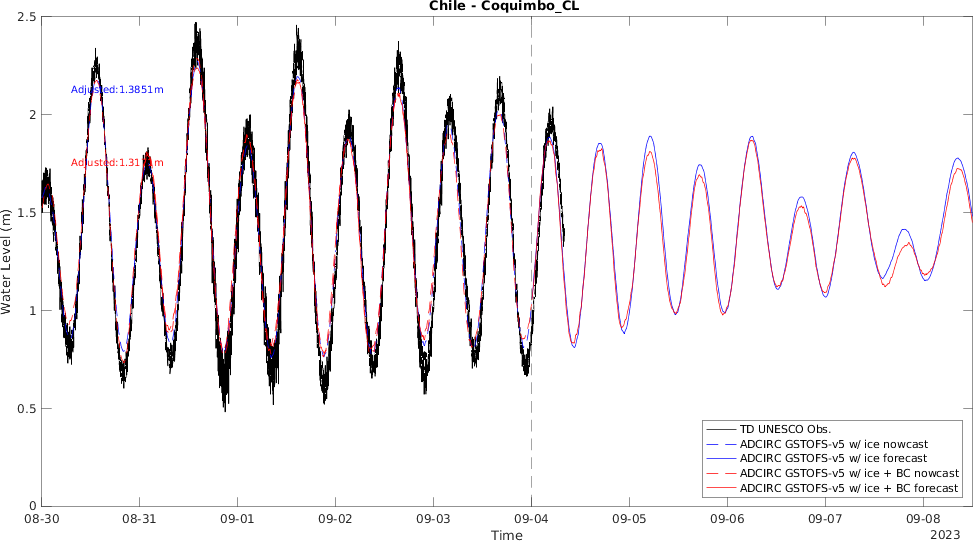 Chile - Coquimbo_CL
2.5
2
1.5
1
0.5
0
Water Level (m)
Adjusted:1.3851m
TD UNESCO Obs.
ADCIRC GSTOFS-v5 w/ ice nowcast
ADCIRC GSTOFS-v5 w/ ice forecast
ADCIRC GSTOFS-v5 w/ ice + BC nowcast
ADCIRC GSTOFS-v5 w/ ice + BC forecast
08-30 08-31 09-01 09-02 09-03 09-04 09-05 09-06 09-07 09-08
Time
2023